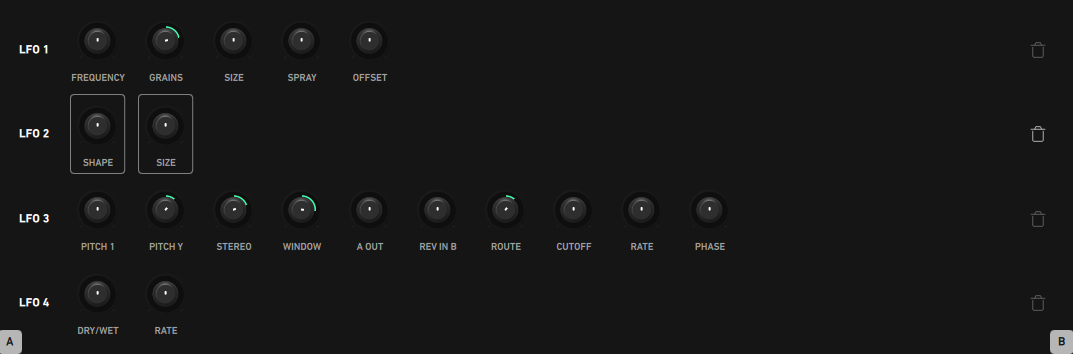 LFO 1
FREQUENCY GRAINS SIZE SPRAY OFFSET
LFO 2
SHAPE SIZE
LFO 3
PITCH 1 PITCH Y STEREO WINDOW A OUT REV IN B ROUTE CUTOFF RATE PHASE
LFO 4
DRY/WET RATE
A B